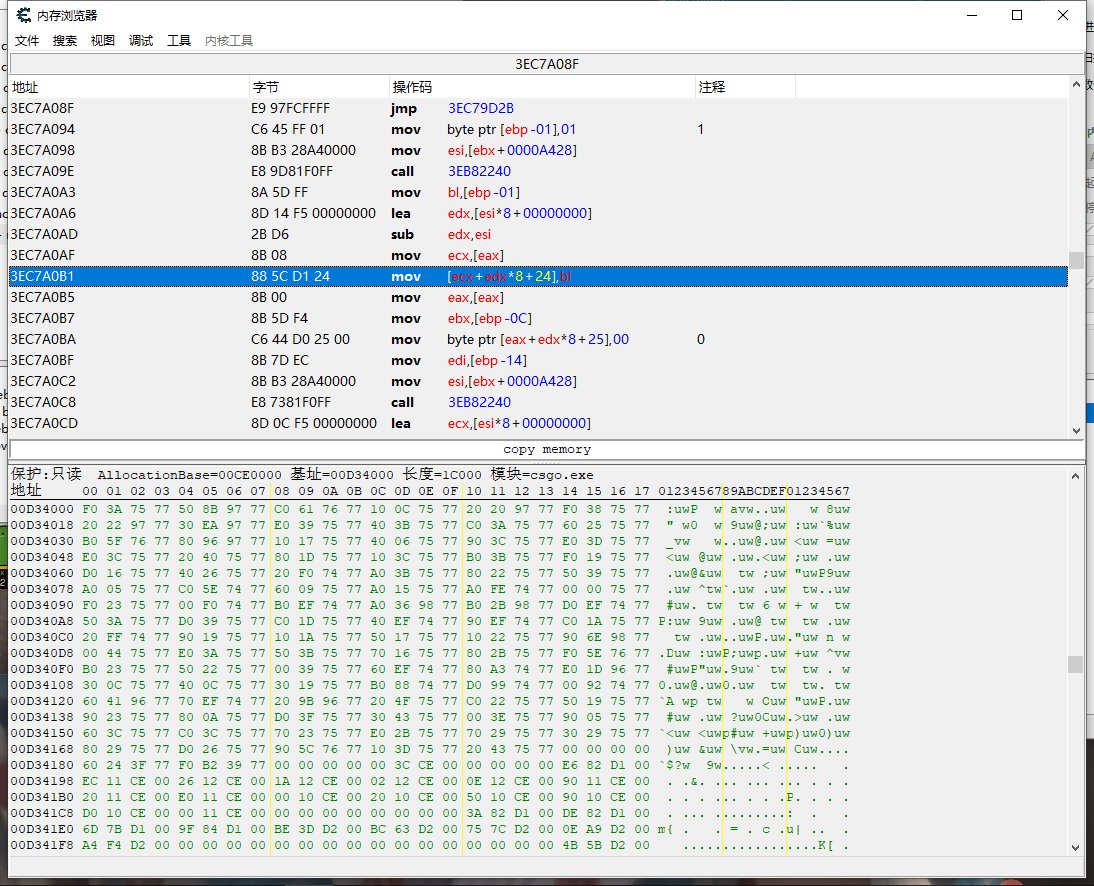 内存浏览器
文件 搜索 视图 调试 工具 内核工具
3EC7A08F
地址 字节 操作码 注释
3EC7A08F E9 97FCFFFF jmp 3EC79D2B
3EC7A094 C6 45 FF 01 mov byte ptr [ebp-01],01 1
3EC7A098 8B B3 28A40000 mov esi,[ebx+0000A428]
3EC7A09E E8 9D81F0FF call 3EB82240
3EC7A0A3 8A 5D FF mov bl,[ebp-01]
3EC7A0A6 8D 14 F5 00000000 lea edx,[esi*8+00000000]
3EC7A0AD 2B D6 sub edx,esi
3EC7A0AF 8B 08 mov ecx,[eax]
3EC7A0B1 88 5C D1 24 mov [ecx+edx*8+24],bl
3EC7A0B5 8B 00 mov eax,[eax]
3EC7A0B7 8B 5D F4 mov ebx,[ebp-0C]
3EC7A0BA C6 44 D0 25 00 mov byte ptr [eax+edx*8+25],00 0
3EC7A0BF 8B 7D EC mov edi,[ebp-14]
3EC7A0C2 8B B3 28A40000 mov esi,[ebx+0000A428]
3EC7A0C8 E8 7381F0FF call 3EB82240
3EC7A0CD 8D 0C F5 00000000 lea ecx,[esi*8+00000000]
copy memory
保护:只读 AllocationBase=00CE0000 基址=00D34000 长度=1C000 模块=csgo.exe
地址 00 01 02 03 04 05 06 07 08 09 0A 0B 0C 0D 0E 0F 10 11 12 13 14 15 16 17 0123456789ABCDEF01234567
00D34000 F0 3A 75 77 50 8B 97 77 C0 61 76 77 10 0C 75 77 20 20 97 77 F0 38 75 77 :uwP w avw..uw w 8uw
00D34018 20 22 97 77 30 EA 97 77 E0 39 75 77 40 3B 75 77 C0 3A 75 77 60 25 75 77 " w0 w 9uw@;uw :uw`%uw
00D34030 B0 5F 76 77 80 96 97 77 10 17 75 77 40 06 75 77 90 3C 75 77 E0 3D 75 77 _vw w..uw@.uw <uw =uw
00D34048 E0 3C 75 77 20 40 75 77 80 1D 75 77 10 3C 75 77 B0 3B 75 77 F0 19 75 77 <uw @uw .uw.<uw ;uw .uw
00D34060 D0 16 75 77 40 26 75 77 20 F0 74 77 A0 3B 75 77 80 22 75 77 50 39 75 77 .uw@&uw tw ;uw "uwP9uw
00D34078 A0 05 75 77 C0 5E 74 77 60 09 75 77 A0 15 75 77 A0 FE 74 77 00 00 75 77 .uw ^tw`.uw .uw tw..uw
00D34090 F0 23 75 77 00 F0 74 77 B0 EF 74 77 A0 36 98 77 B0 2B 98 77 D0 EF 74 77 #uw. tw tw 6 w + w tw
00D340A8 50 3A 75 77 D0 39 75 77 C0 1D 75 77 40 EF 74 77 90 EF 74 77 C0 1A 75 77 P:uw 9uw .uw@ tw tw .uw
00D340C0 20 FF 74 77 90 19 75 77 10 1A 75 77 50 17 75 77 10 22 75 77 90 6E 98 77 tw .uw..uwP.uw."uw n w
00D340D8 00 44 75 77 E0 3A 75 77 50 3B 75 77 70 16 75 77 80 2B 75 77 F0 5E 76 77 .Duw :uwP;uwp.uw +uw ^vw
00D340F0 B0 23 75 77 50 22 75 77 00 39 75 77 60 EF 74 77 80 A3 74 77 E0 1D 96 77 #uwP"uw.9uw` tw tw . w
00D34108 30 0C 75 77 40 0C 75 77 30 19 75 77 B0 88 74 77 D0 99 74 77 00 92 74 77 0.uw@.uw0.uw tw tw. tw
00D34120 60 41 96 77 70 EF 74 77 20 9B 96 77 20 4F 75 77 C0 22 75 77 50 19 75 77 `A wp tw w Ouw "uwP.uw
00D34138 90 23 75 77 80 0A 75 77 D0 3F 75 77 30 43 75 77 00 3E 75 77 90 05 75 77 #uw .uw ?uw0Cuw.>uw .uw
00D34150 60 3C 75 77 C0 3C 75 77 70 23 75 77 E0 2B 75 77 70 29 75 77 30 29 75 77 `<uw <uwp#uw +uwp)uw0)uw
00D34168 80 29 75 77 D0 26 75 77 90 5C 76 77 10 3D 75 77 20 43 75 77 00 00 00 00 )uw &uw \vw.=uw Cuw....
00D34180 60 24 3F 77 F0 B2 39 77 00 00 00 00 00 3C CE 00 00 00 00 00 E6 82 D1 00 `$?w 9w.....< ..... .
00D34198 EC 11 CE 00 26 12 CE 00 1A 12 CE 00 02 12 CE 00 0E 12 CE 00 90 11 CE 00 . .&. .. .. .. .. . .
00D341B0 20 11 CE 00 E0 11 CE 00 00 10 CE 00 20 10 CE 00 50 10 CE 00 90 10 CE 00 . . . ... . . .P. . . .
00D341C8 D0 10 CE 00 00 11 CE 00 00 00 00 00 00 00 00 00 3A 82 D1 00 DE 82 D1 00 . ... .........: . .
00D341E0 6D 7B D1 00 9F 84 D1 00 BE 3D D2 00 BC 63 D2 00 75 7C D2 00 0E A9 D2 00 m{ . . = . c .u| .. .
00D341F8 A4 F4 D2 00 00 00 00 00 00 00 00 00 00 00 00 00 00 00 00 00 4B 5B D2 00 .................K[ .